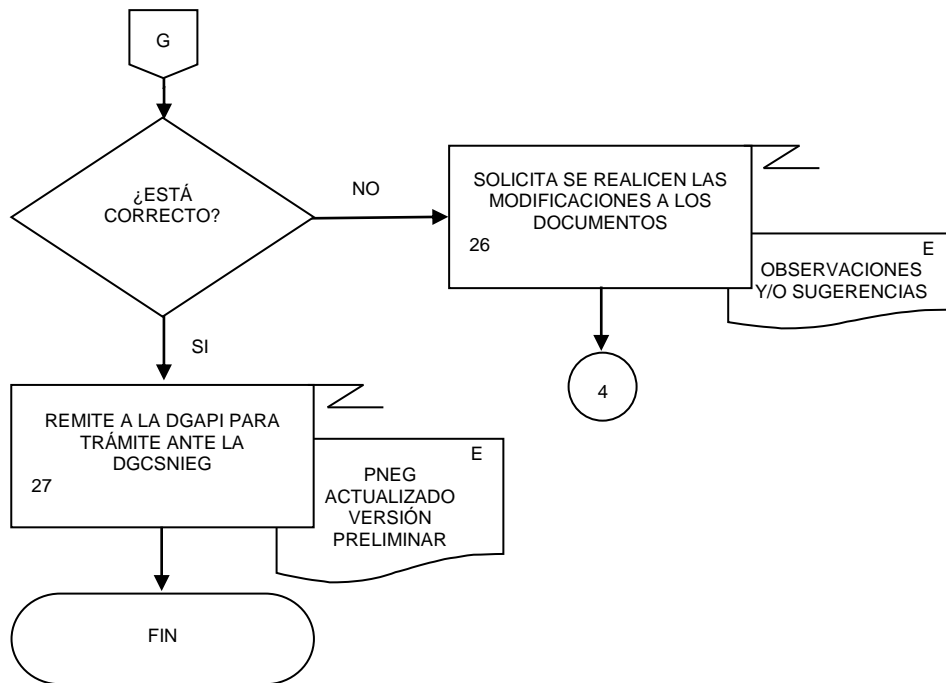 G
¿ESTÁ
CORRECTO?
NO
SOLICITA SE REALICEN LAS
MODIFICACIONES A LOS
DOCUMENTOS
26
E
OBSERVACIONES
Y/O SUGERENCIAS
4
SI
REMITE A LA DGAPI PARA
TRÁMITE ANTE LA
DGCSNIEG
27
E
PNEG
ACTUALIZADO
VERSIÓN
PRELIMINAR
FIN